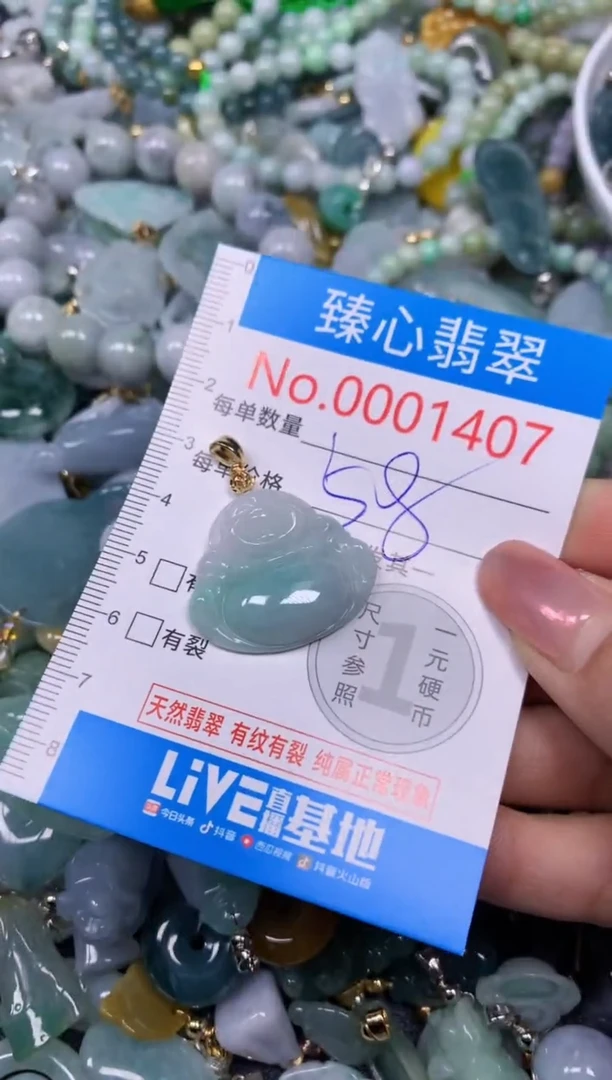 臻心翡翠
No.0001407
每单数量
58
价格
尺寸参照
1
一元硬币
0
1
2
3
4
5
6
7
8
有裂
天然翡翠 有纹有裂 纯属正常现象
LIVE直播基地
今日头条 抖音 西瓜视频 抖音火山版